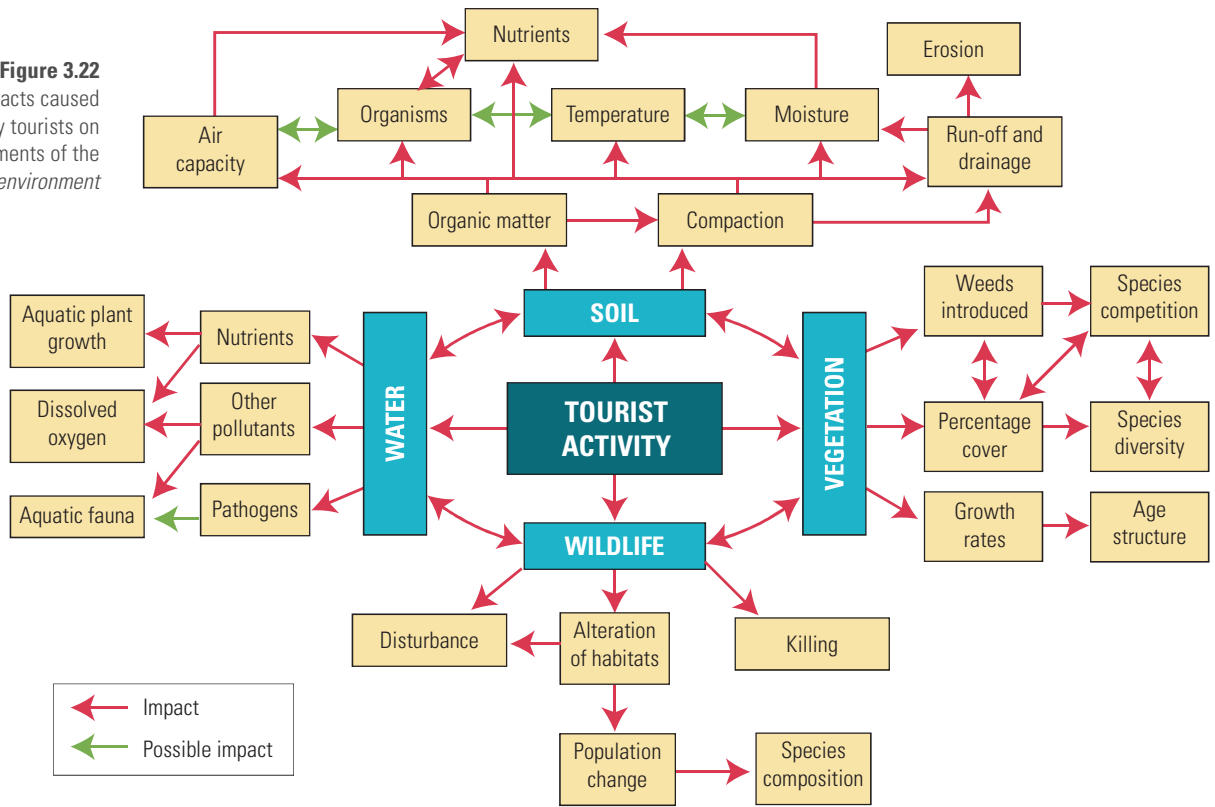 Figure 3.22
acts caused
y tourists on
ments of the
environment
Nutrients
Erosion
Organisms
Temperature
Moisture
Air
capacity
Run-off and
drainage
Organic matter
Compaction
SOIL
Aquatic plant
growth
Nutrients
Dissolved
oxygen
Other
pollutants
Aquatic fauna
Pathogens
WATER
TOURIST
ACTIVITY
VEGETATION
Weeds
introduced
Species
competition
Percentage
cover
Species
diversity
Growth
rates
Age
structure
WILDLIFE
Disturbance
Alteration
of habitats
Killing
Population
change
Species
composition
Impact
Possible impact